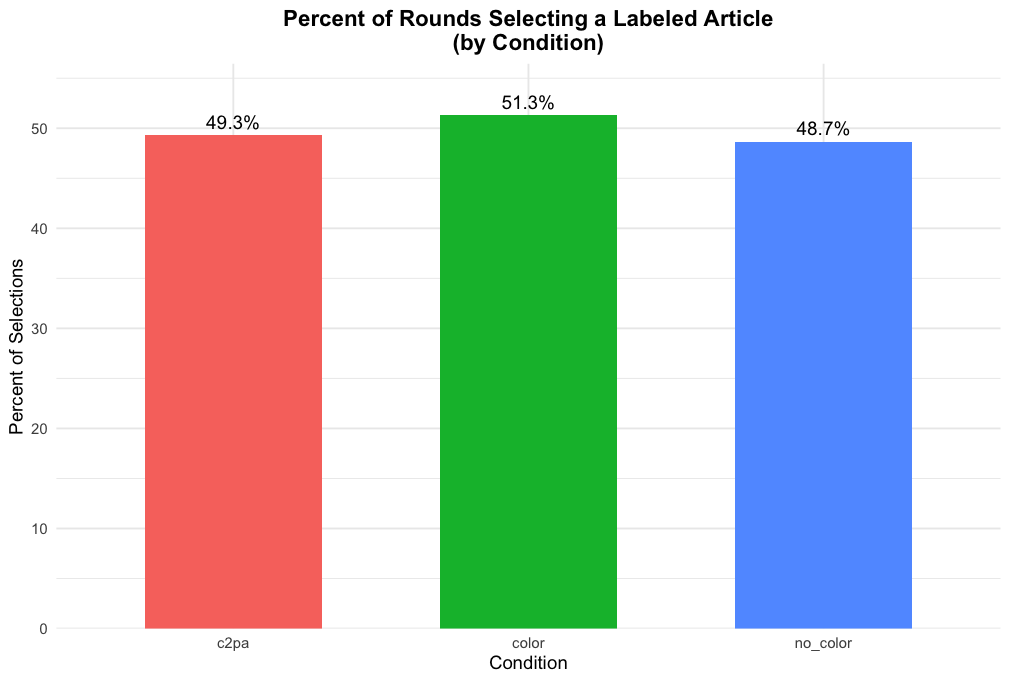 Percent of Rounds Selecting a Labeled Article
(by Condition)
Percent of Selections
50
40
30
20
10
0
49.3%
51.3%
48.7%
c2pa
color
no_color
Condition